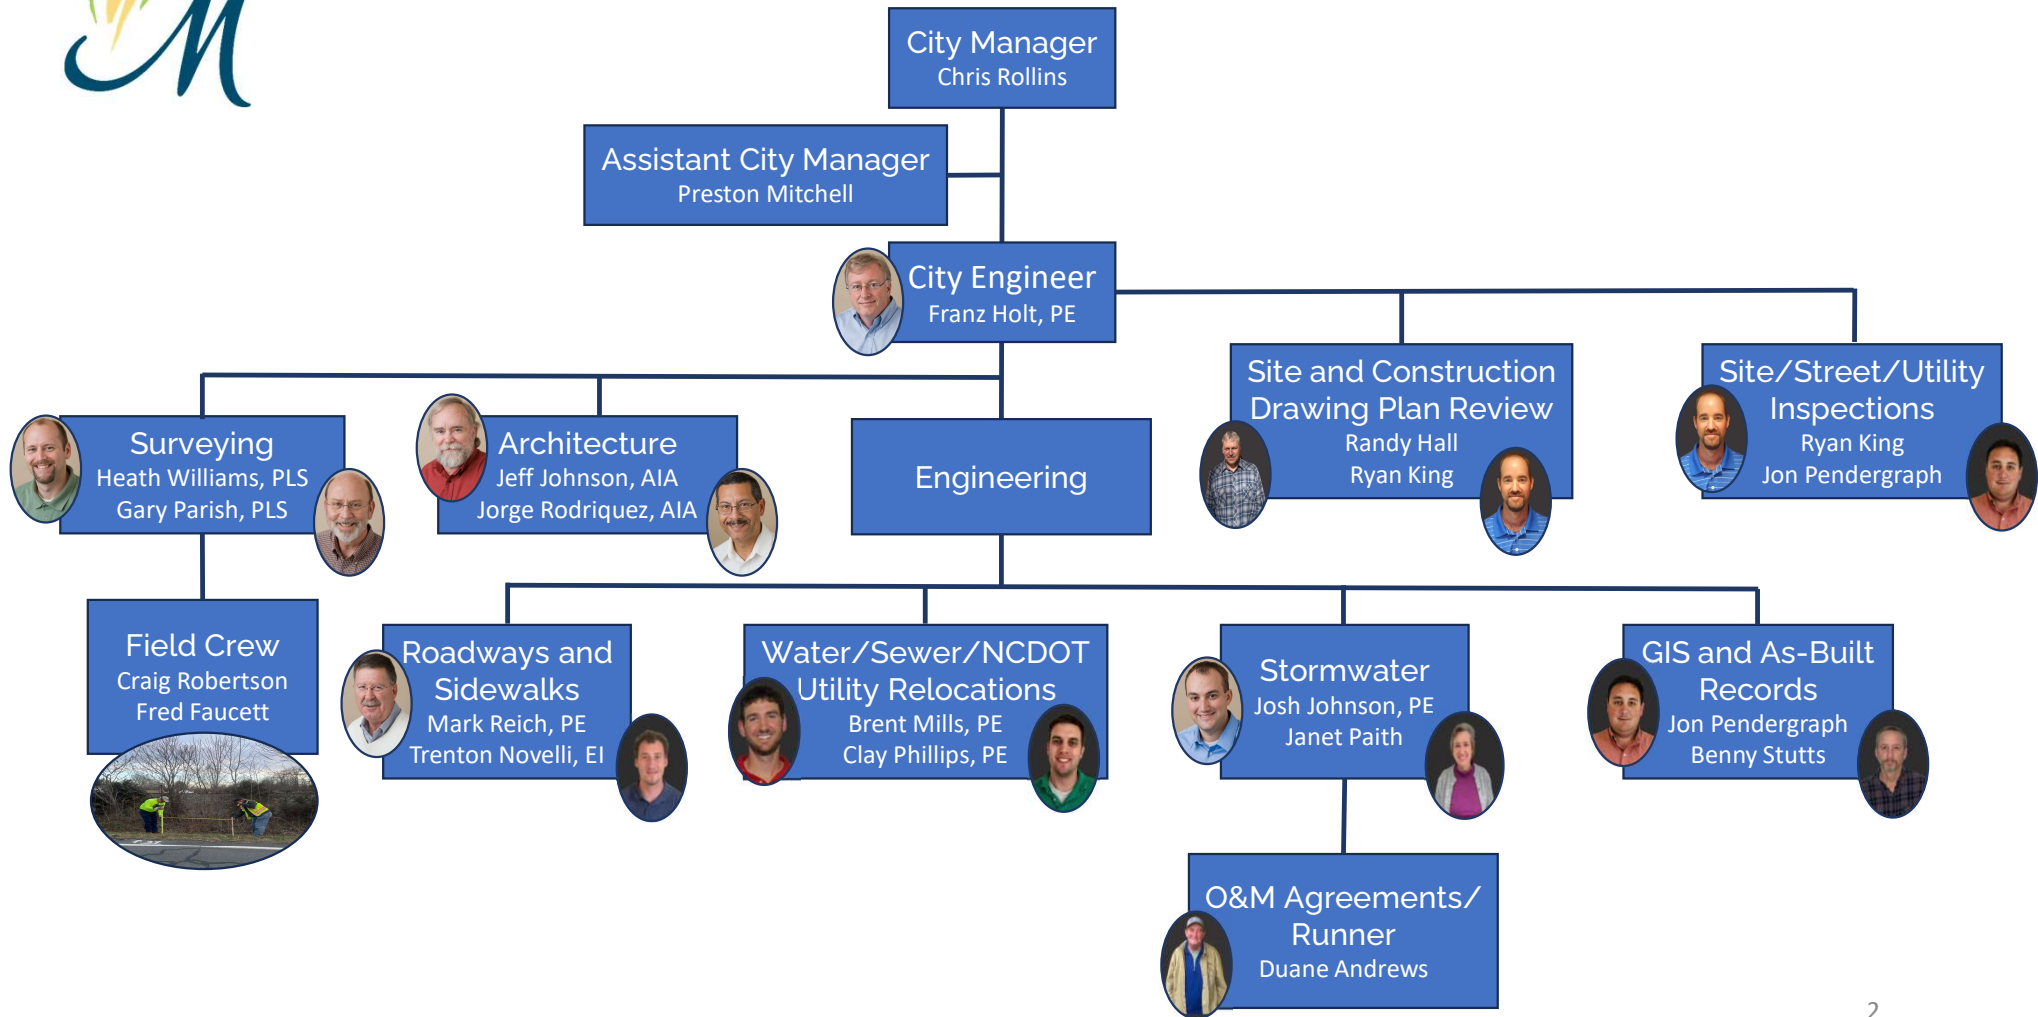 M
City Manager
Chris Rollins
Assistant City Manager
Preston Mitchell
City Engineer
Franz Holt, PE
Site and Construction
Drawing Plan Review
Randy Hall
Ryan King
Site/Street/Utility
Inspections
Ryan King
Jon Pendergraph
Surveying
Heath Williams, PLS
Gary Parish, PLS
Architecture
Jeff Johnson, AIA
Jorge Rodriquez, AIA
Engineering
Field Crew
Craig Robertson
Fred Faucett
Roadways and
Sidewalks
Mark Reich, PE
Trenton Novelli, EI
Water/Sewer/NCDOT
Utility Relocations
Brent Mills, PE
Clay Phillips, PE
Stormwater
Josh Johnson, PE
Janet Paith
GIS and As-Built
Records
Jon Pendergraph
Benny Stutts
O&M Agreements/
Runner
Duane Andrews
2